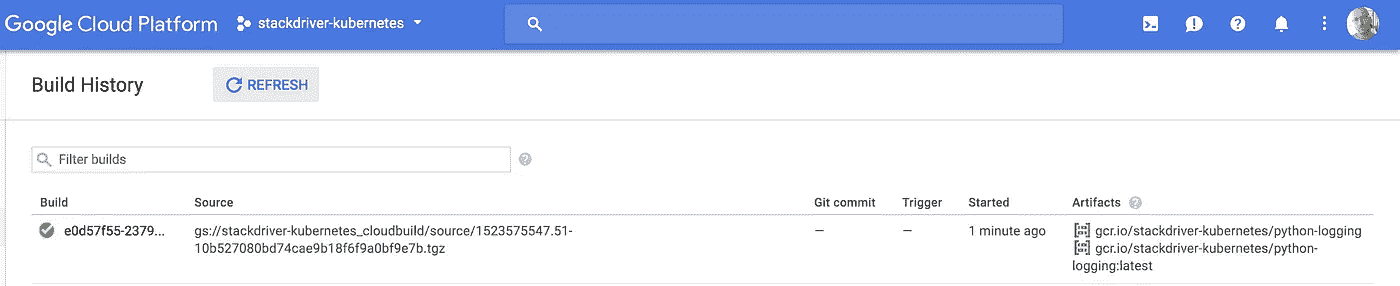 Google Cloud Platform stackdriver-kubernetes
Build History REFRESH
Filter builds
Build Source Git commit Trigger Started Artifacts
e0d57f55-2379... gs://stackdriver-kubernetes_cloudbuild/source/1523575547.51- — — 1 minute ago gcr.io/stackdriver-kubernetes/python-logging
10b527080bd74cae9b18f6f9a0bf9e7b.tgz gcr.io/stackdriver-kubernetes/python-
logging:latest